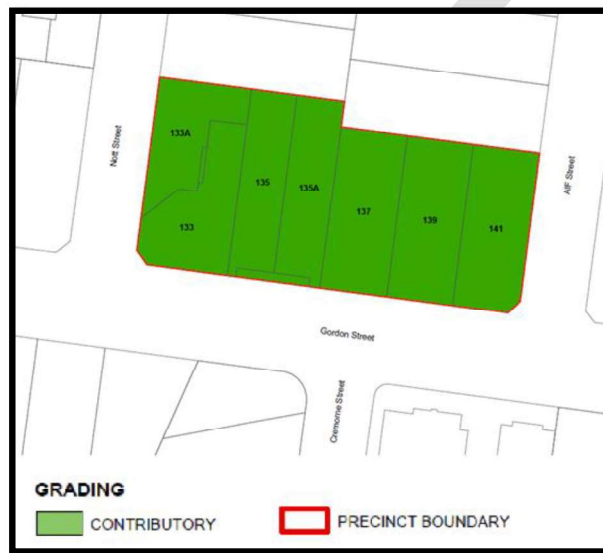 Nott Street
133A
135
135A
133
137
139
141
Alf Street
Gordon Street
Cremorne Street
GRADING
CONTRIBUTORY
PRECINCT BOUNDARY